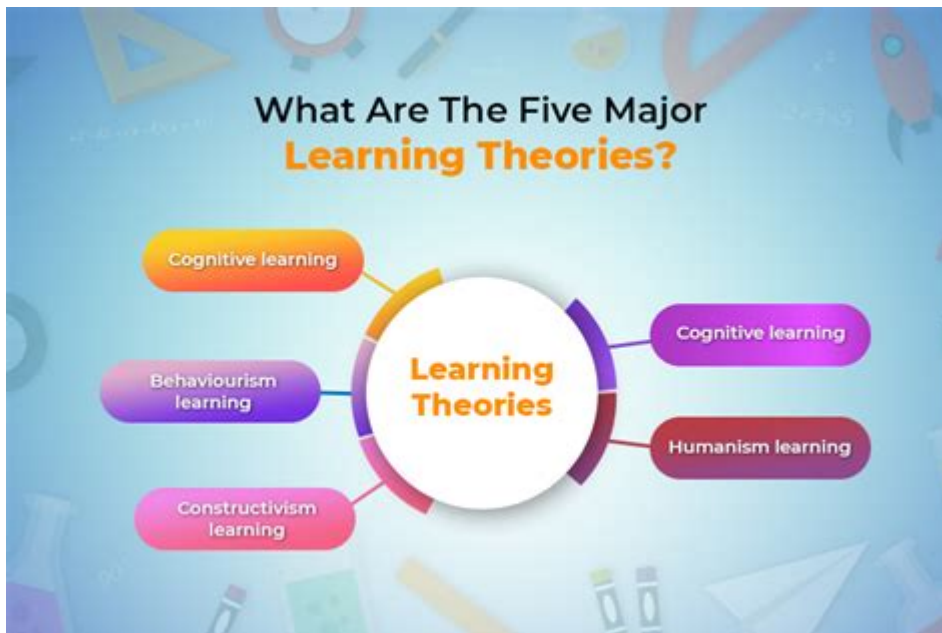 What Are The Five Major
Learning Theories?
Cognitive learning
Behaviourism
learning
Constructivism
learning
Learning
Theories
Cognitive learning
Humanism learning